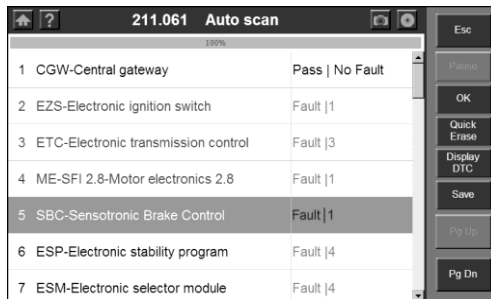 211.061 Auto scan
100%
1 CGW-Central gateway Pass | No Fault
2 EZS-Electronic ignition switch Fault |1
3 ETC-Electronic transmission control Fault |3
4 ME-SFI 2.8-Motor electronics 2.8 Fault |1
5 SBC-Sensotronic Brake Control Fault |1
6 ESP-Electronic stability program Fault |4
7 ESM-Electronic selector module Fault |4
Esc
Pause
OK
Quick
Erase
Display
DTC
Save
Pg Up
Pg Dn